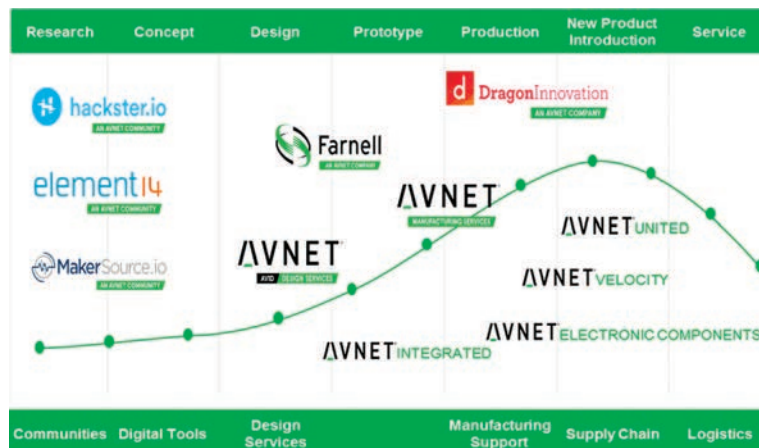 Research Concept Design Prototype Production New Product Introduction Service
hackster.io
AN AVNET COMMUNITY
DragonInnovation
AN AVNET COMPANY
Farnell
AN AVNET COMPANY
element14
AN AVNET COMMUNITY
AVNET
MANUFACTURING SERVICES
AVNET UNITED
MakerSource.io
AN AVNET COMMUNITY
AVNET
AVID DESIGN SERVICES
AVNET VELOCITY
AVNET INTEGRATED
AVNET ELECTRONIC COMPONENTS
Communities Digital Tools Design Services Manufacturing Support Supply Chain Logistics